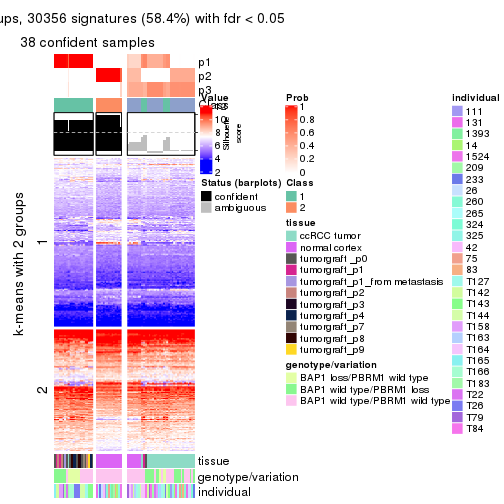 ups, 30356 signatures (58.4%) with fdr < 0.05
38 confident samples
p1
p2
p3
Class
1
2
k-means with 2 groups
tissue
genotype/variation
individual
Value
10
8
6
4
2
Silhouette
score
Status (barplots)
confident
ambiguous
Prob
1
0.8
0.6
0.4
0.2
0
Class
1
2
tissue
ccRCC tumor
normal cortex
tumorgraft_p0
tumorgraft_p1
tumorgraft_p1_from metastasis
tumorgraft_p2
tumorgraft_p3
tumorgraft_p4
tumorgraft_p7
tumorgraft_p8
tumorgraft_p9
genotype/variation
BAP1 loss/PBRM1 wild type
BAP1 wild type/PBRM1 loss
BAP1 wild type/PBRM1 wild type
individual
111
131
1393
14
1524
209
233
26
260
265
324
325
42
75
83
T127
T142
T143
T144
T158
T163
T164
T165
T166
T183
T22
T26
T79
T84